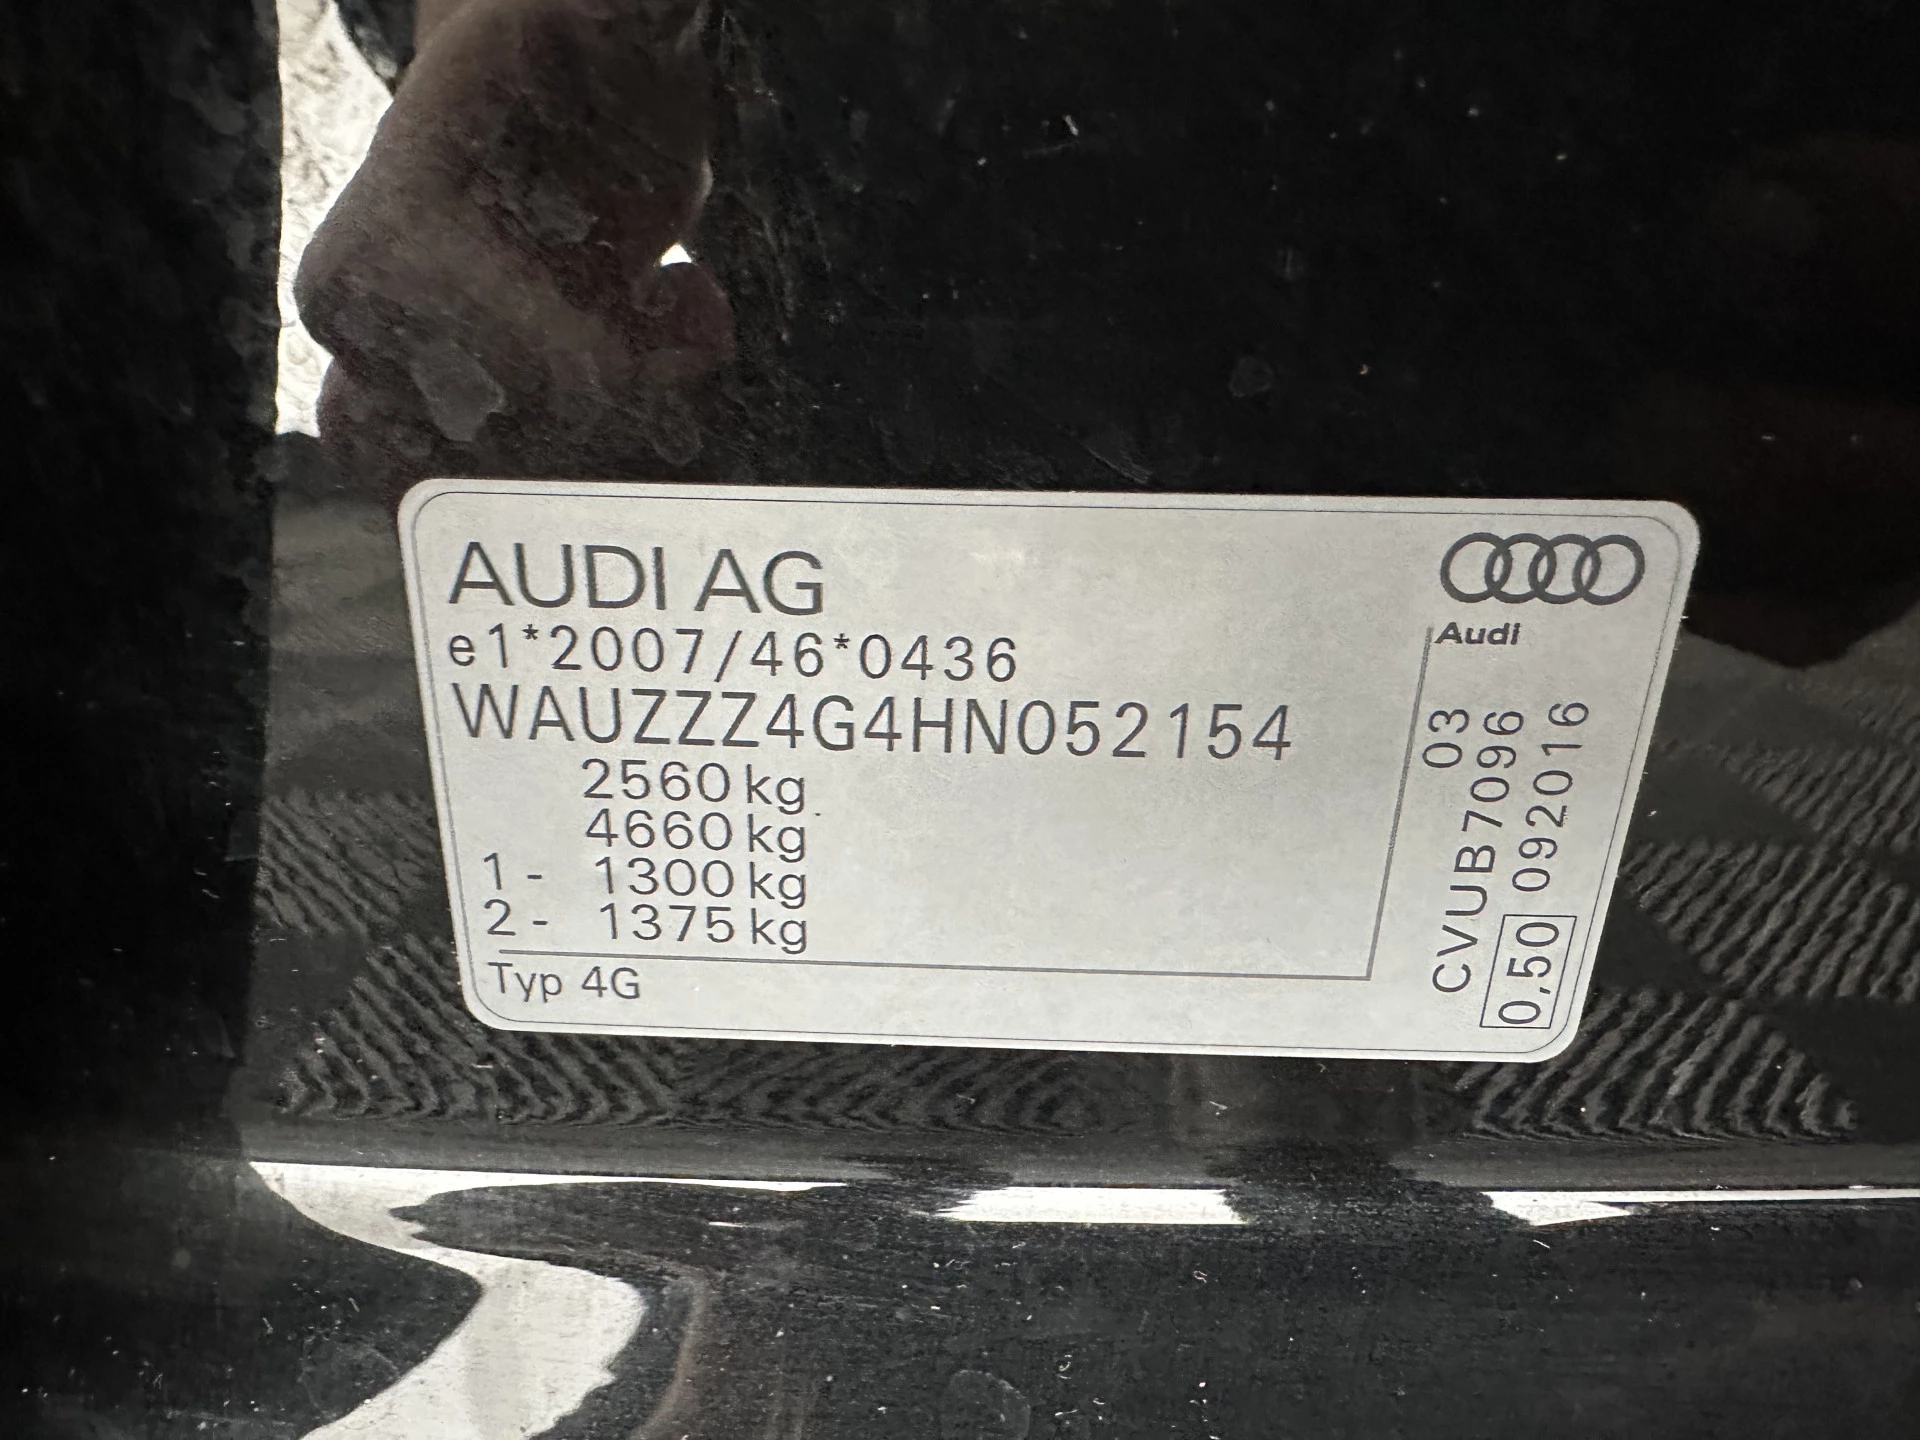 AUDI AG
e1*2007/46*0436
WAUZZZ4G4HN052154
2560 kg
4660 kg
1 - 1300 kg
2 - 1375 kg
Typ 4G
Audi
03
CVUB7096
0,50 092016